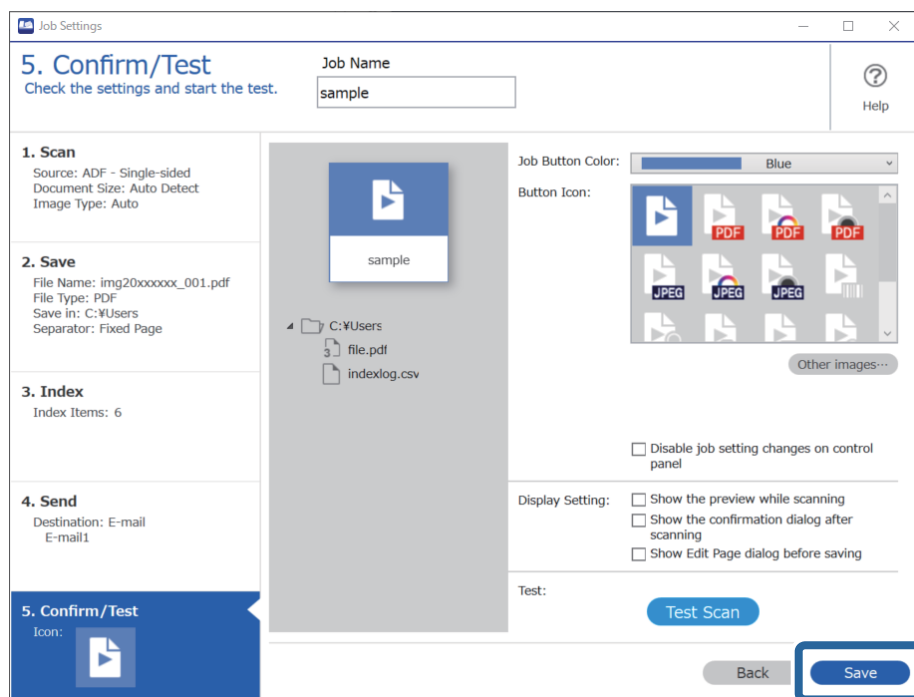 Job Settings
5. Confirm/Test
Check the settings and start the test.
Job Name
sample
Help
1. Scan
Source: ADF - Single-sided
Document Size: Auto Detect
Image Type: Auto
2. Save
File Name: img20xxxxxx_001.pdf
File Type: PDF
Save in: C:¥Users
Separator: Fixed Page
3. Index
Index Items: 6
4. Send
Destination: E-mail
E-mail1
5. Confirm/Test
Icon:
sample
C:¥Users
3 file.pdf
indexlog.csv
Job Button Color: Blue
Button Icon:
PDF PDF PDF
JPEG JPEG JPEG
Other images···
Disable job setting changes on control
panel
Display Setting: Show the preview while scanning
Show the confirmation dialog after
scanning
Show Edit Page dialog before saving
Test:
Test Scan
Back Save